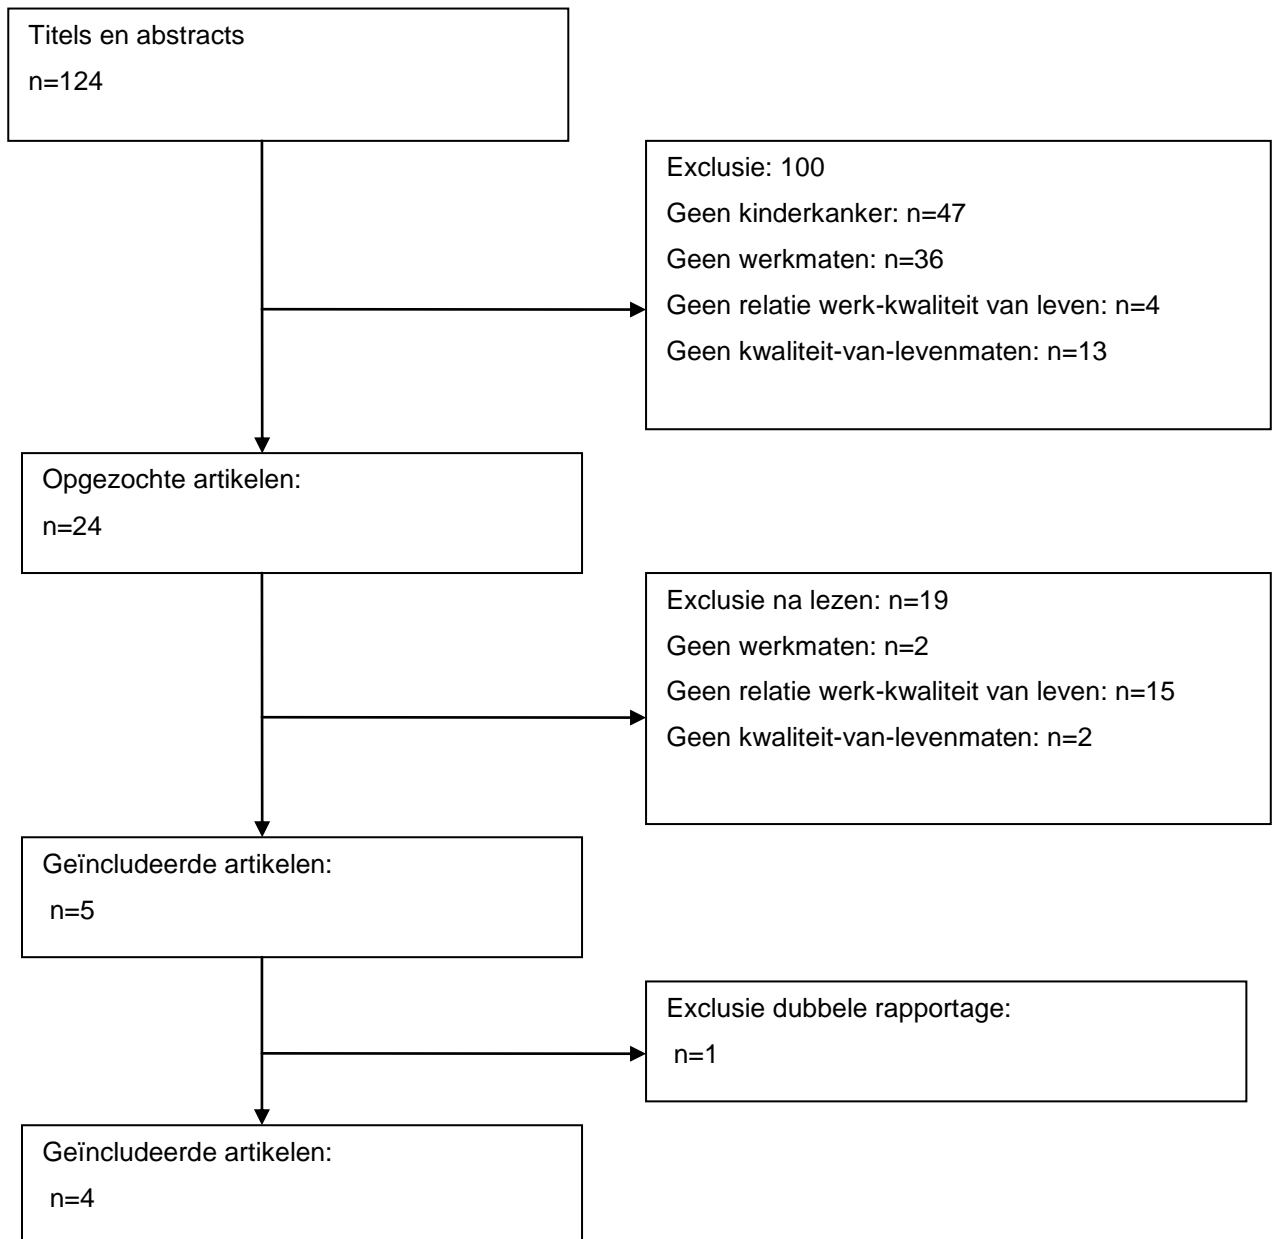 Titels en abstracts
n=124
Exclusie: 100
Geen kinderkanker: n=47
Geen werkmaten: n=36
Geen relatie werk-kwaliteit van leven: n=4
Geen kwaliteit-van-levenmaten: n=13
Opgezochte artikelen:
n=24
Exclusie na lezen: n=19
Geen werkmaten: n=2
Geen relatie werk-kwaliteit van leven: n=15
Geen kwaliteit-van-levenmaten: n=2
Geïncludeerde artikelen:
n=5
Exclusie dubbele rapportage:
n=1
Geïncludeerde artikelen:
n=4